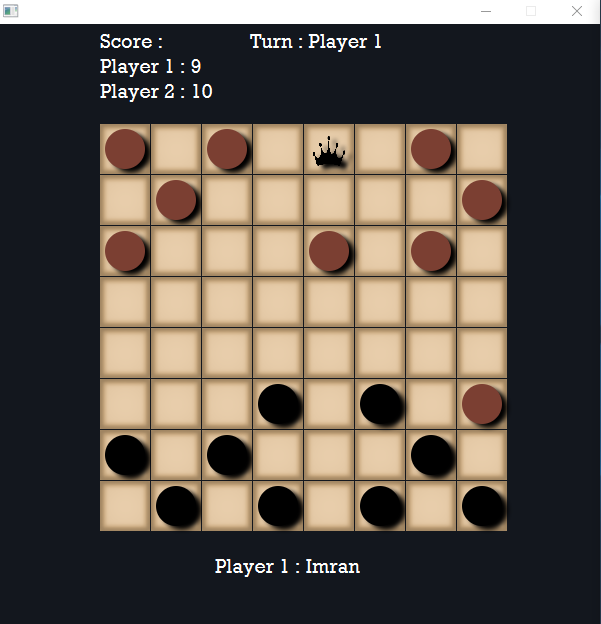 Score :
Turn : Player 1
Player 1 : 9
Player 2 : 10
Player 1 : Imran